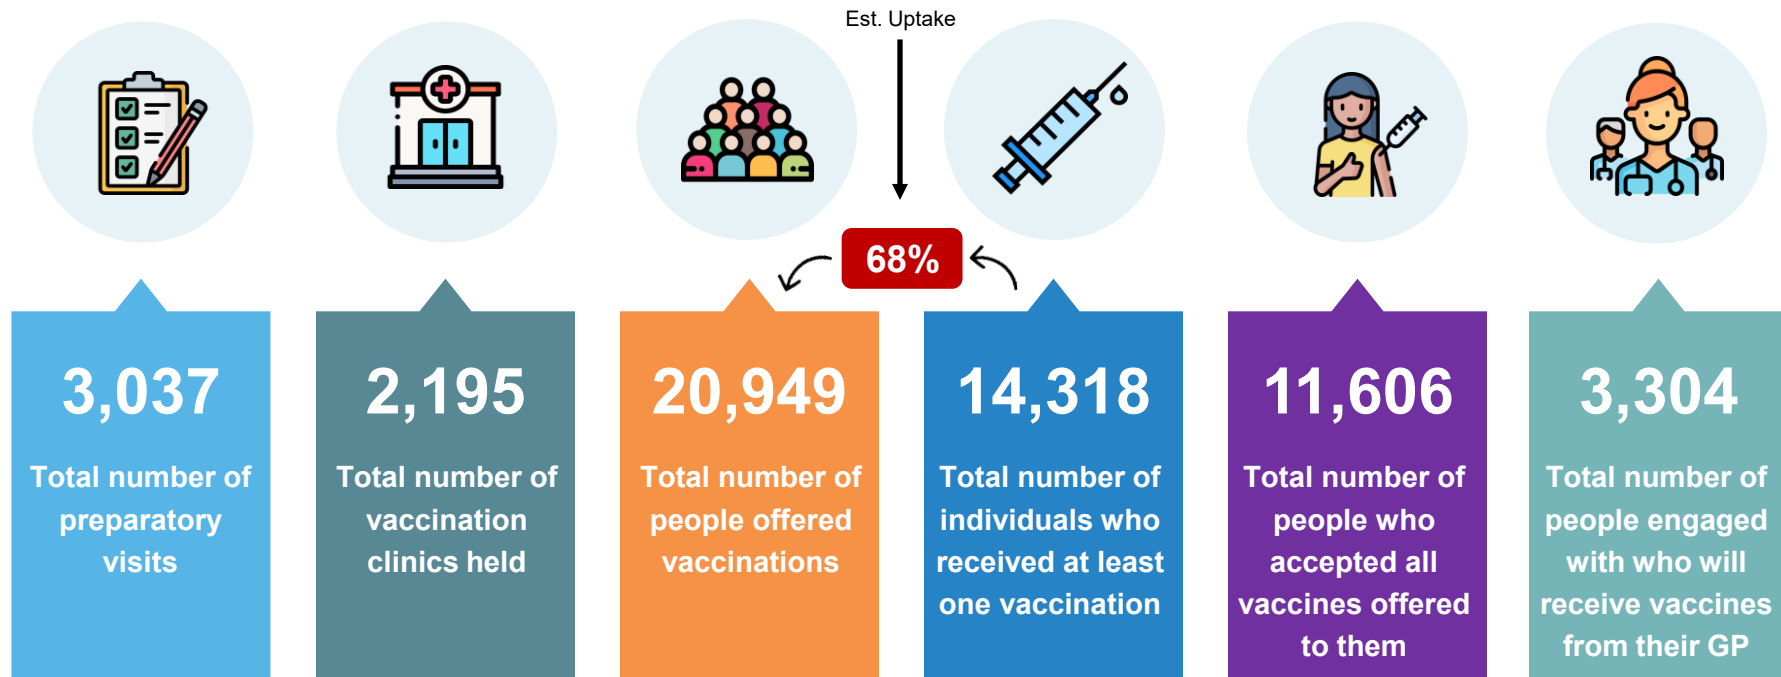 Est. Uptake
68%
3,037
Total number of
preparatory
visits
2,195
Total number of
vaccination
clinics held
20,949
Total number of
people offered
vaccinations
14,318
Total number of
individuals who
received at least
one vaccination
11,606
Total number of
people who
accepted all
vaccines offered
to them
3,304
Total number of
people engaged
with who will
receive vaccines
from their GP